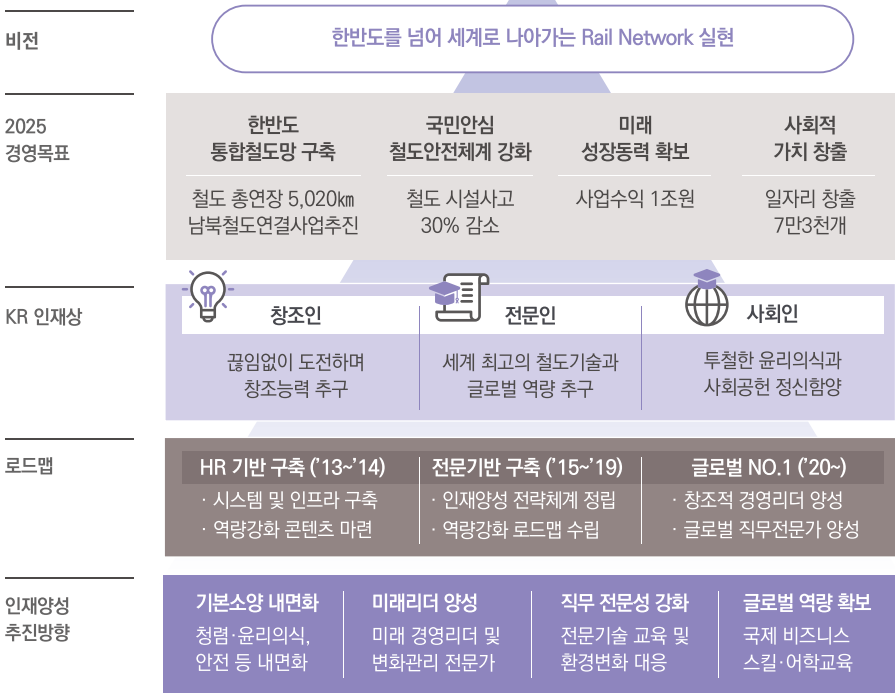 비전
한반도를 넘어 세계로 나아가는 Rail Network 실현
2025
경영목표
한반도
통합철도망 구축
철도 총연장 5,020㎞
남북철도연결사업추진
국민안심
철도안전체계 강화
철도 시설사고
30% 감소
미래
성장동력 확보
사업수익 1조원
사회적
가치 창출
일자리 창출
7만3천개
KR 인재상
창조인
끊임없이 도전하며
창조능력 추구
전문인
세계 최고의 철도기술과
글로벌 역량 추구
사회인
투철한 윤리의식과
사회공헌 정신함양
로드맵
HR 기반 구축 (’13~’14)
· 시스템 및 인프라 구축
· 역량강화 콘텐츠 마련
전문기반 구축 (’15~’19)
· 인재양성 전략체계 정립
· 역량강화 로드맵 수립
글로벌 NO.1 (’20~)
· 창조적 경영리더 양성
· 글로벌 직무전문가 양성
인재양성
추진방향
기본소양 내면화
청렴·윤리의식,
안전 등 내면화
미래리더 양성
미래 경영리더 및
변화관리 전문가
직무 전문성 강화
전문기술 교육 및
환경변화 대응
글로벌 역량 확보
국제 비즈니스
스킬·어학교육